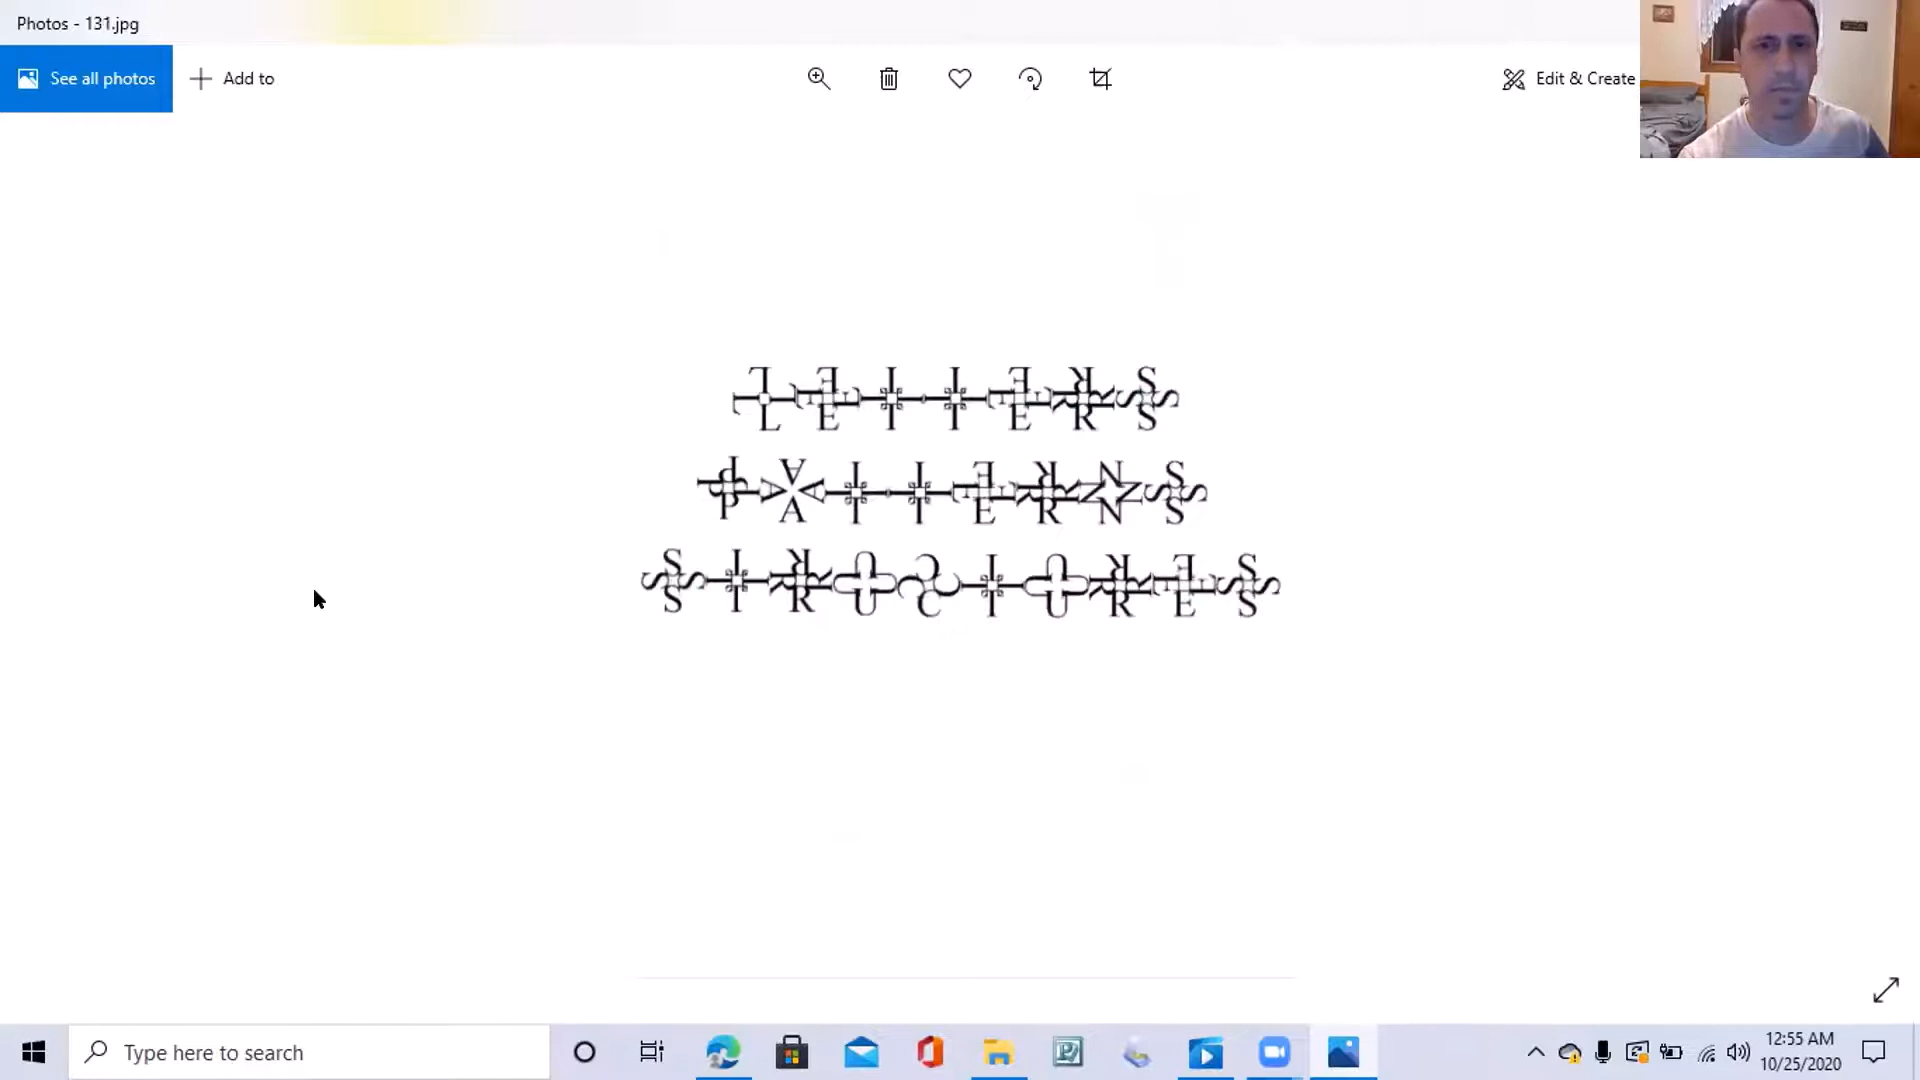 Photos - 131.jpg
See all photos
Add to
Edit & Create
LETTERS
PATTERNS
STRUCTURES
Type here to search
12:55 AM
10/25/2020